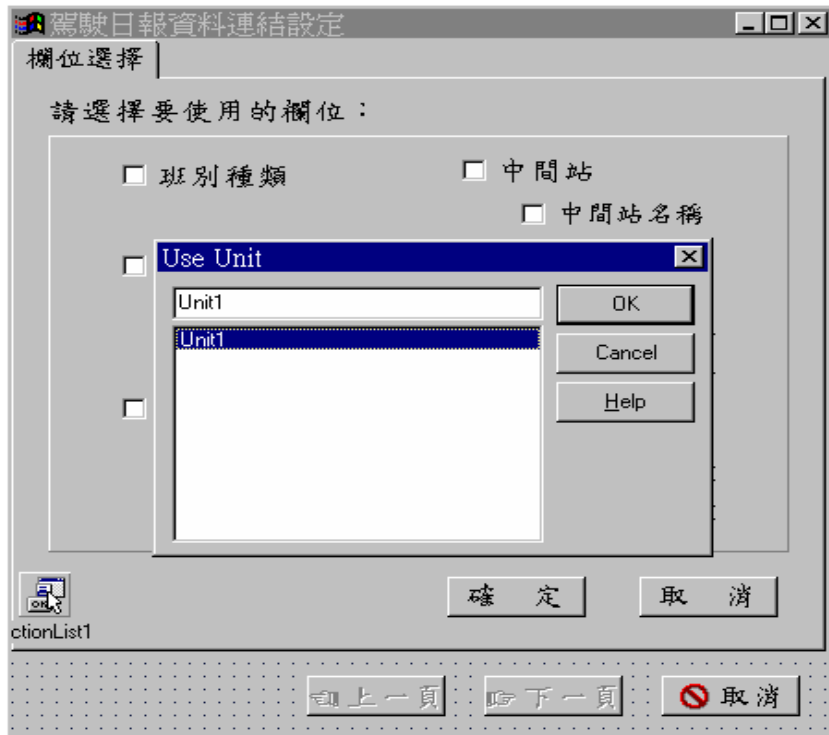 駕駛日報資料連結設定
欄位選擇
請選擇要使用的欄位：
班別種類
中間站
中間站名稱
Use Unit
Unit1
OK
Unit1
Cancel
Help
確 定
取 消
ctionList1
上一頁
下一頁
取消